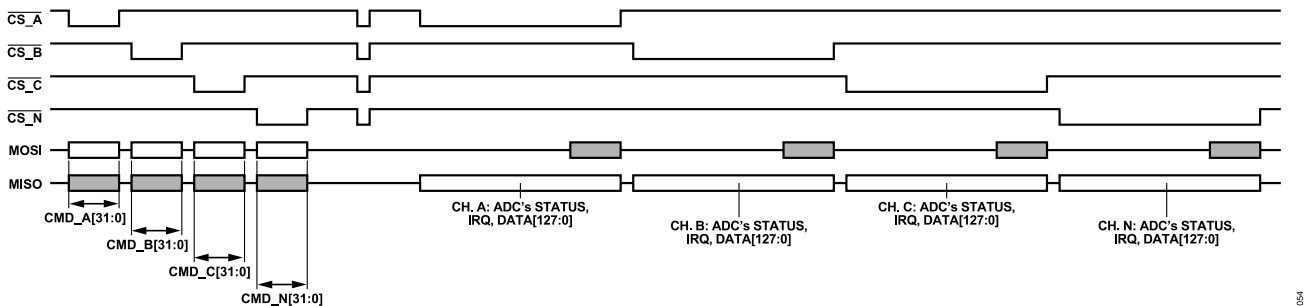 CS_A
CS_B
CS_C
CS_N
MOSI
MISO
CMD_A[31:0]
CMD_B[31:0]
CMD_C[31:0]
CMD_N[31:0]
CH. A: ADC's STATUS,
IRQ, DATA[127:0]
CH. B: ADC's STATUS,
IRQ, DATA[127:0]
CH. C: ADC's STATUS,
IRQ, DATA[127:0]
CH. N: ADC's STATUS,
IRQ, DATA[127:0]
054